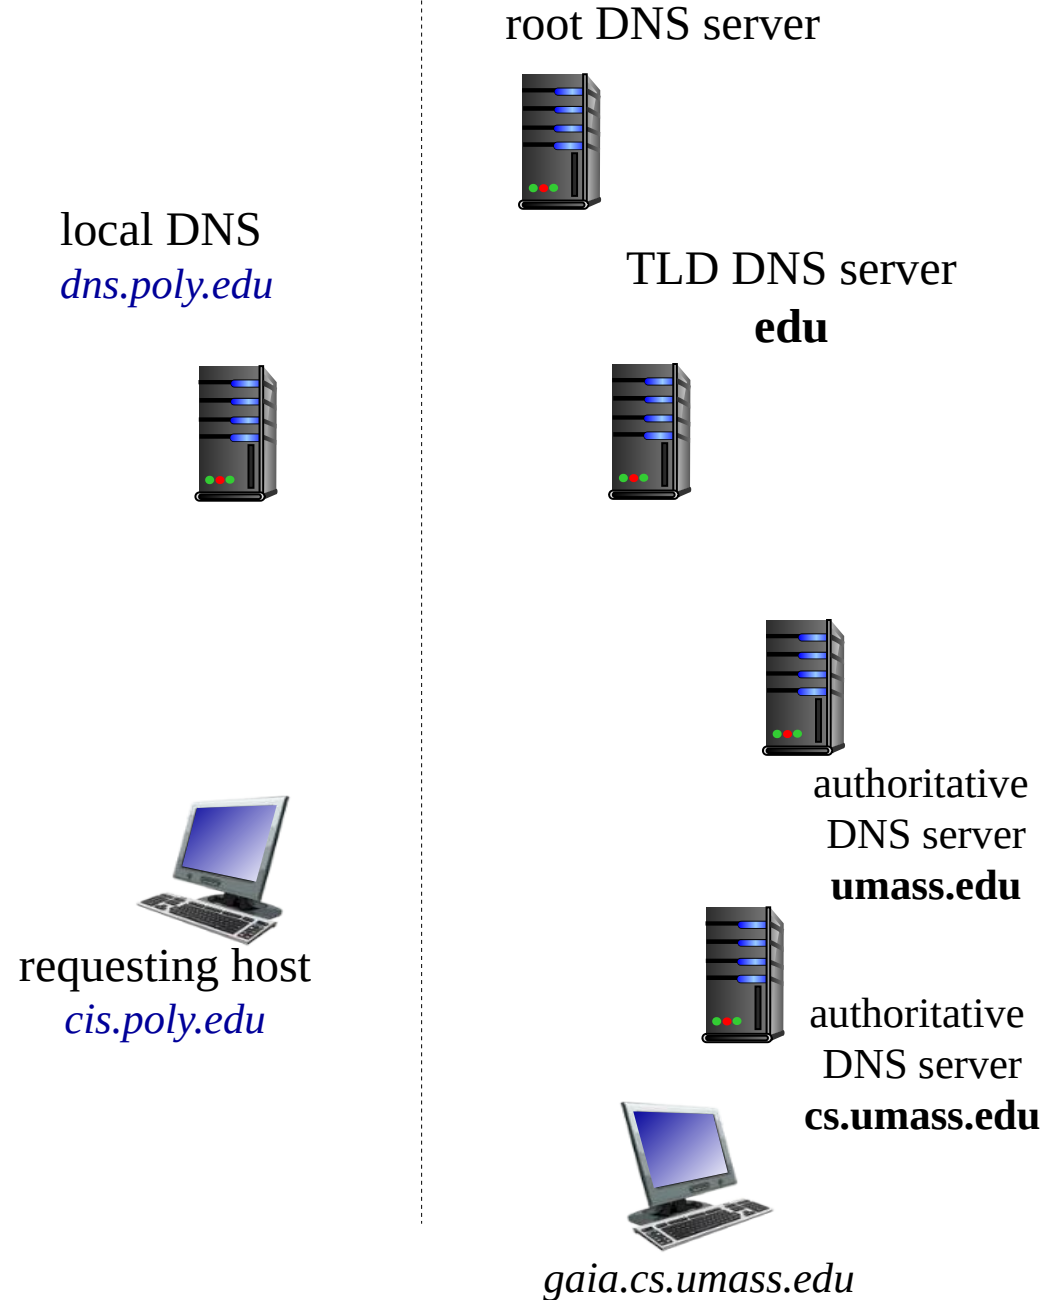 root DNS server
local DNS
dns.poly.edu
TLD DNS server
edu
authoritative
DNS server
umass.edu
requesting host
cis.poly.edu
authoritative
DNS server
cs.umass.edu
gaia.cs.umass.edu